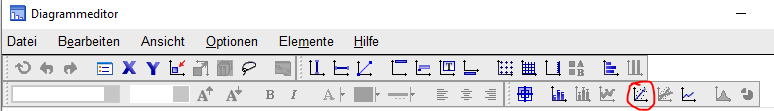 Diagrammeditor
Datei Bearbeiten Ansicht Optionen Elemente Hilfe
X Y T A B
A A B I A